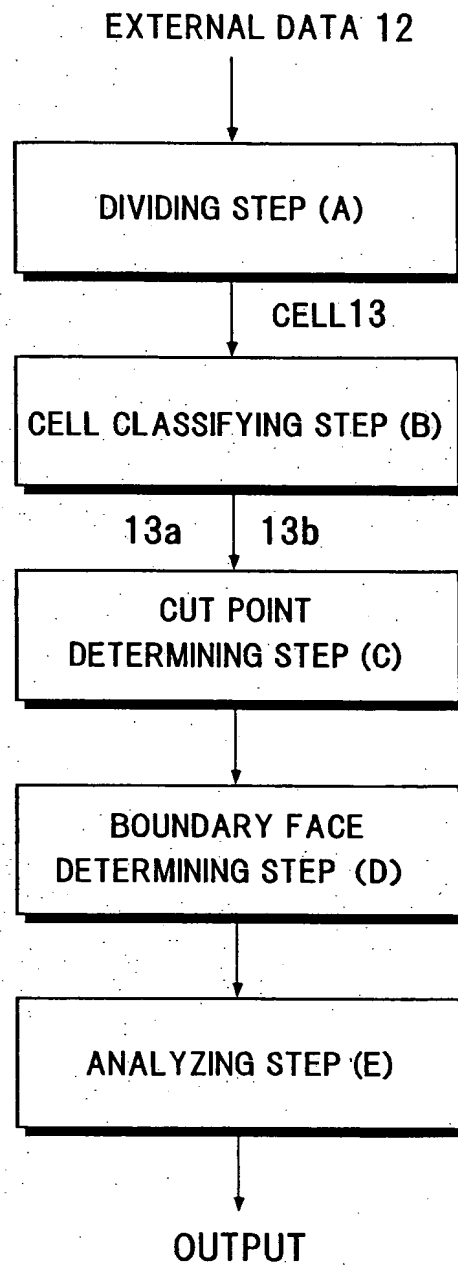 EXTERNAL DATA 12
DIVIDING STEP (A)
CELL13
CELL CLASSIFYING STEP (B)
13a 13b
CUT POINT
DETERMINING STEP (C)
BOUNDARY FACE
DETERMINING STEP (D)
ANALYZING STEP (E)
OUTPUT